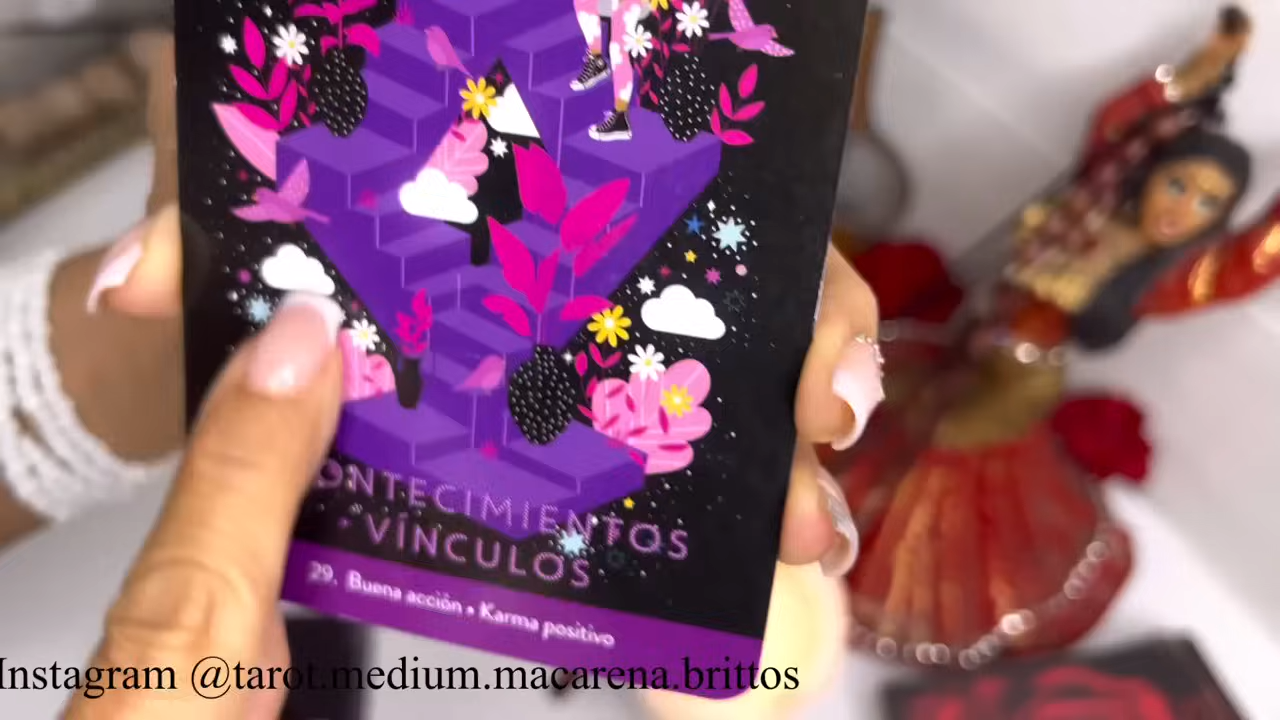 ONTECIMIENTOS
• VÍNCULOS
29. Buena acción • Karma positivo
Instagram @tarot.medium.macarena.brittos